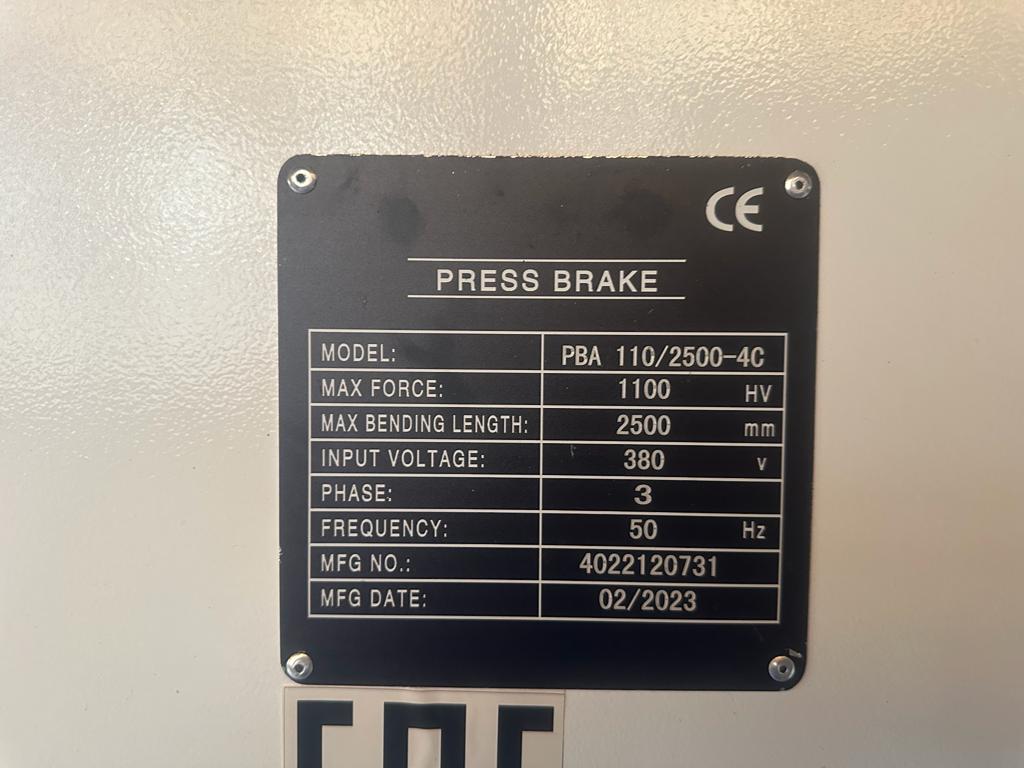 CE
PRESS BRAKE
MODEL: PBA 110/2500-4C
MAX FORCE: 1100 HV
MAX BENDING LENGTH: 2500 mm
INPUT VOLTAGE: 380 v
PHASE: 3
FREQUENCY: 50 Hz
MFG NO.: 4022120731
MFG DATE: 02/2023